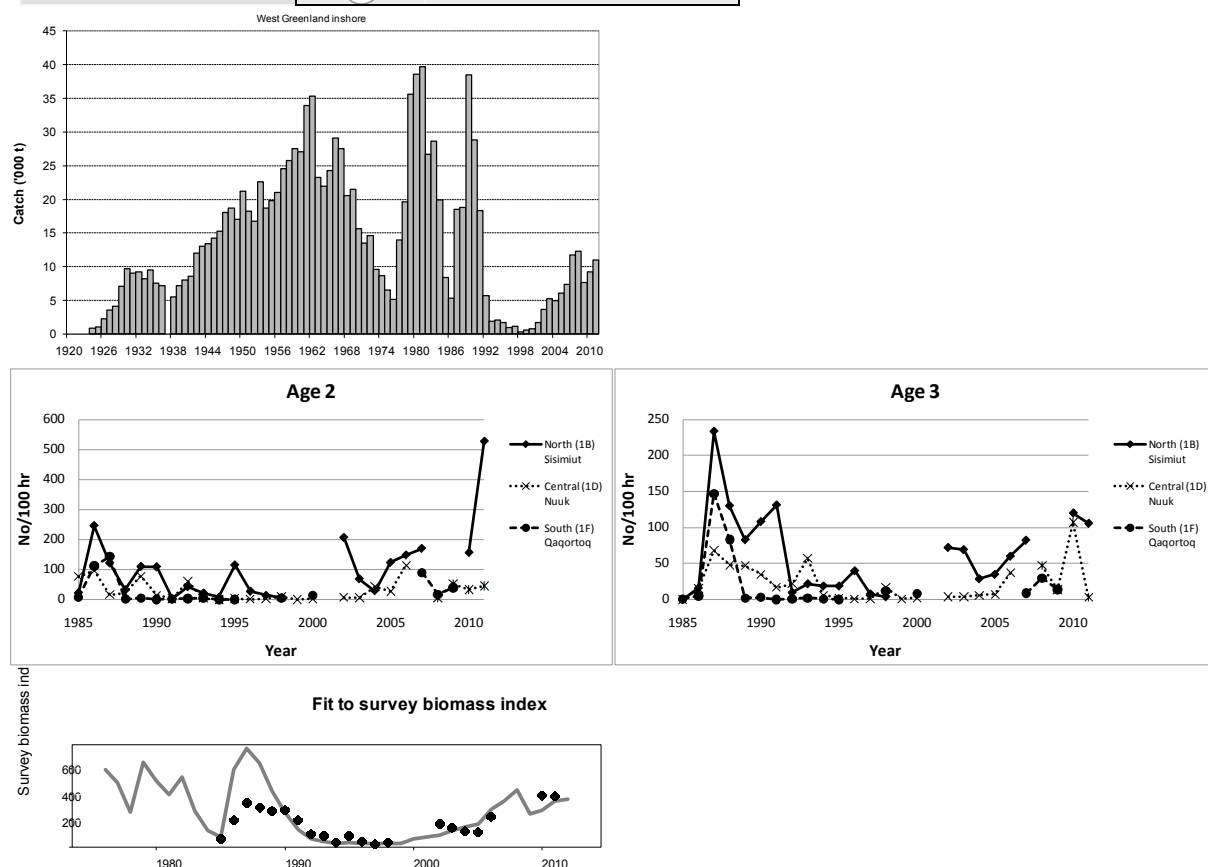 West Greenland inshore
45
40
35
30
25
20
15
10
5
0
Catch ('000 t)
1920 1926 1932 1938 1944 1950 1956 1962 1968 1974 1980 1986 1992 1998 2004 2010
Age 2
600
500
400
300
200
100
0
No/100 hr
1985 1990 1995 2000 2005 2010
Year
North (1B)
Sisimiut
Central (1D)
Nuuk
South (1F)
Qaqortoq
Age 3
250
200
150
100
50
0
No/100 hr
1985 1990 1995 2000 2005 2010
Year
North (1B)
Sisimiut
Central (1D)
Nuuk
South (1F)
Qaqortoq
Fit to survey biomass index
Survey biomass ind
600
400
200
1980 1990 2000 2010